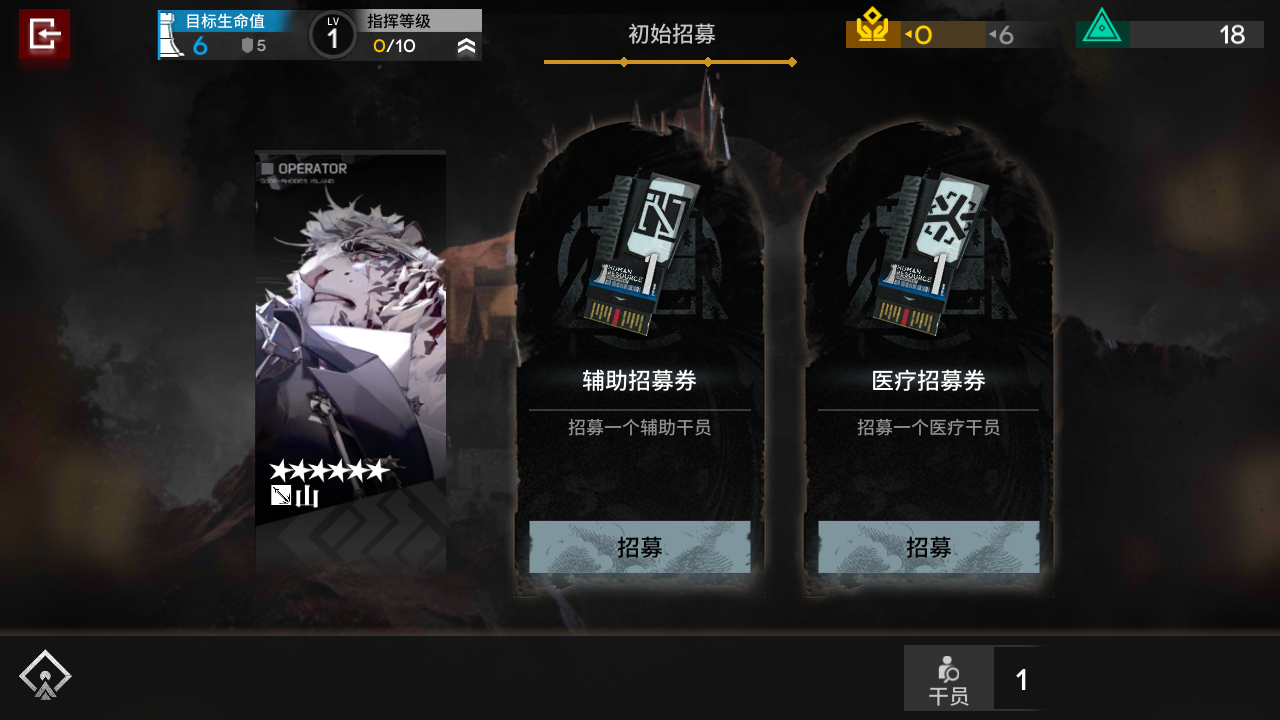 目标生命值
6
5
LV
1
指挥等级
0/10
初始招募
0
6
18
OPERATOR
CODE-RHODES ISLAND
HUMAN
RESOURCE
HUMAN
RESOURCE
辅助招募券
医疗招募券
招募一个辅助干员
招募一个医疗干员
招募
招募
干员
1